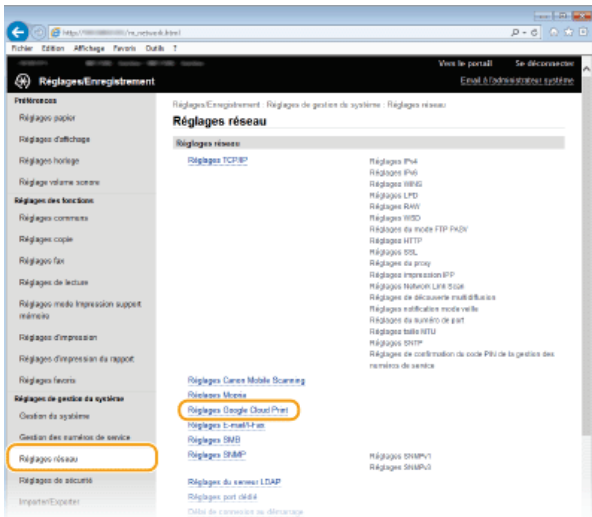 Fichier Edition Affichage Favoris Outils ?
Vers le portail Se déconnecter
Réglages/Enregistrement
Email à l'administrateur système
Préférences
Réglages papier
Réglages d'affichage
Réglages horloge
Réglage volume sonore
Réglages des fonctions
Réglages communs
Réglages copie
Réglages fax
Réglages de lecture
Réglages mode Impression support
mémoire
Réglages d'impression
Réglages d'impression du rapport
Réglages favoris
Réglages de gestion du système
Gestion du système
Gestion des numéros de service
Réglages réseau
Réglages de sécurité
Importer/Exporter
Réglages/Enregistrement : Réglages de gestion du système : Réglages réseau
Réglages réseau
Réglages réseau
Réglages TCP/IP
Réglages IPv4
Réglages IPv6
Réglages WINS
Réglages LPD
Réglages RAW
Réglages WSD
Réglages du mode FTP PASV
Réglages HTTP
Réglages SSL
Réglages du proxy
Réglages impression IPP
Réglages Network Link Scan
Réglages de découverte multidiffusion
Réglages notification mode veille
Réglages du numéro de port
Réglages taille MTU
Réglages SNTP
Réglages de confirmation du code PIN de la gestion des
numéros de service
Réglages Canon Mobile Scanning
Réglages Mopria
Réglages Google Cloud Print
Réglages E-mail/I-Fax
Réglages SMB
Réglages SNMP
Réglages SNMPv1
Réglages SNMPv3
Réglages du serveur LDAP
Réglages port dédié
Délai de connexion au démarrage